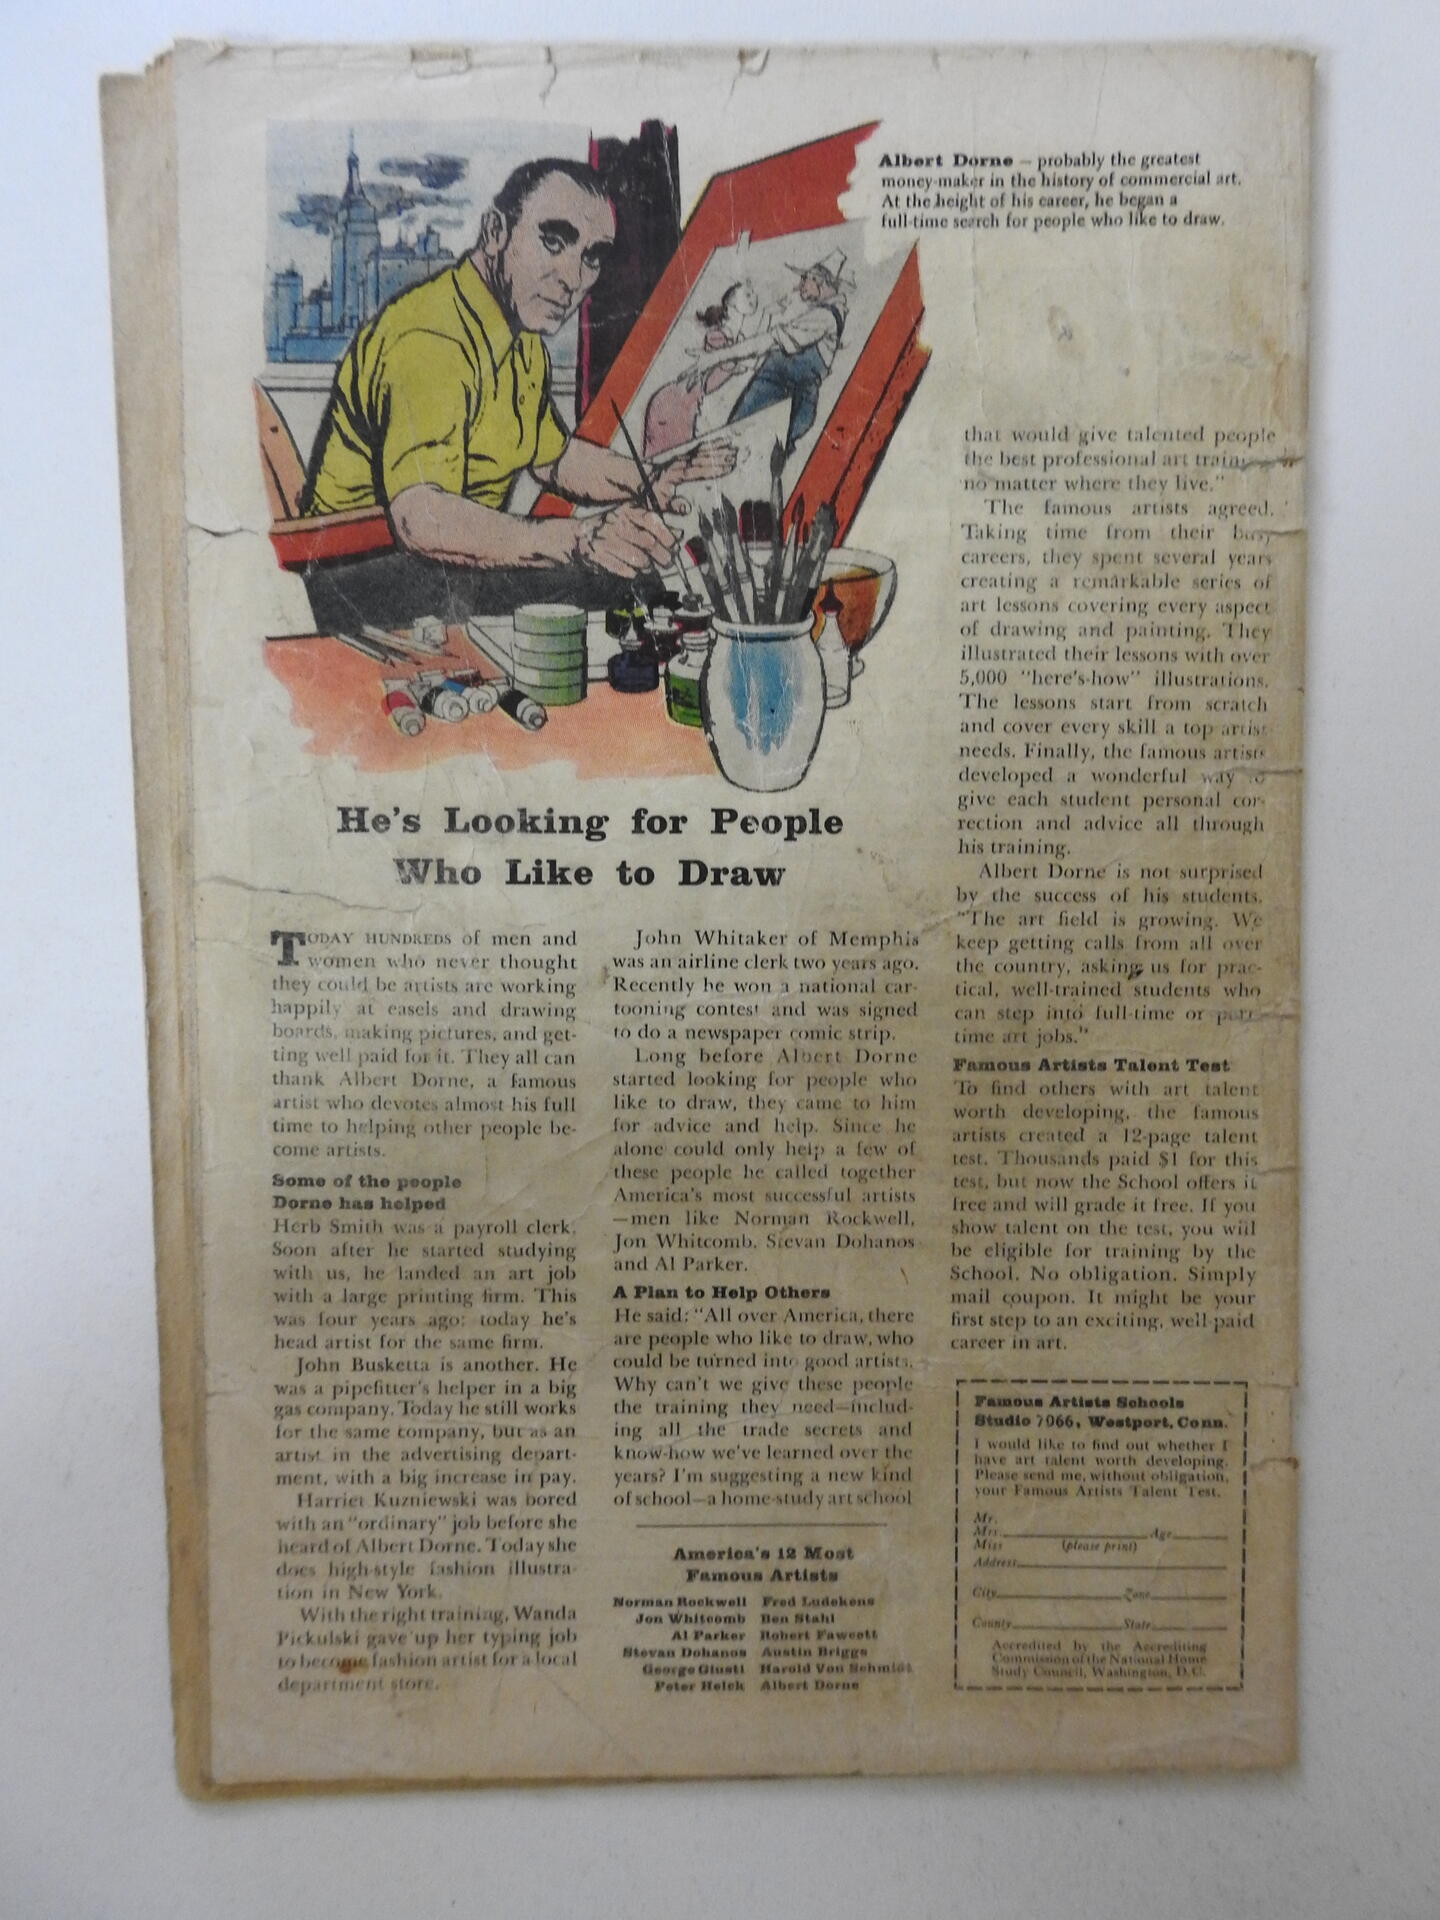 Albert Dorne – probably the greatest
money-maker in the history of commercial art.
At the height of his career, he began a
full-time search for people who like to draw.
He's Looking for People
Who Like to Draw
TODAY HUNDREDS of men and
women who never thought
they could be artists are working
happily at easels and drawing
boards, making pictures, and get-
ting well paid for it. They all can
thank Albert Dorne, a famous
artist who devotes almost his full
time to helping other people be-
come artists.
Some of the people
Dorne has helped
Herb Smith was a payroll clerk.
Soon after he started studying
with us, he landed an art job
with a large printing firm. This
was four years ago; today he's
head artist for the same firm.
John Busketta is another. He
was a pipefitter's helper in a big
gas company. Today he still works
for the same company, but as an
artist in the advertising depart-
ment, with a big increase in pay.
Harriet Kuzniewski was bored
with an "ordinary" job before she
heard of Albert Dorne. Today she
does high-style fashion illustra-
tion in New York.
With the right training, Wanda
Pickulski gave up her typing job
to become fashion artist for a local
department store.
John Whitaker of Memphis
was an airline clerk two years ago.
Recently he won a national car-
tooning contest and was signed
to do a newspaper comic strip.
Long before Albert Dorne
started looking for people who
like to draw, they came to him
for advice and help. Since he
alone could only help a few of
these people he called together
America's most successful artists
—men like Norman Rockwell,
Jon Whitcomb, Stevan Dohanos
and Al Parker.
A Plan to Help Others
He said: "All over America, there
are people who like to draw, who
could be turned into good artists.
Why can't we give these people
the training they need—includ-
ing all the trade secrets and
know-how we've learned over the
years? I'm suggesting a new kind
of school—a home-study art school
that would give talented people
the best professional art
no matter where they live."
The famous artists agreed.
Taking time from their busy
careers, they spent several years
creating a remarkable series of
art lessons covering every aspect
of drawing and painting. They
illustrated their lessons with over
5,000 "here's-how" illustrations.
The lessons start from scratch
and cover every skill a top artist
needs. Finally, the famous artists
developed a wonderful way to
give each student personal cor-
rection and advice all through
his training.
Albert Dorne is not surprised
by the success of his students.
"The art field is growing. We
keep getting calls from all over
the country, asking us for prac-
tical, well-trained students who
can step into full-time or part-
time art jobs."
Famous Artists Talent Test
To find others with art talent
worth developing, the famous
artists created a 12-page talent
test. Thousands paid $1 for this
test, but now the School offers it
free and will grade it free. If you
show talent on the test, you will
be eligible for training by the
School. No obligation. Simply
mail coupon. It might be your
first step to an exciting, well-paid
career in art.
America's 12 Most
Famous Artists
Norman Rockwell Fred Ludekens
Jon Whitcomb Ben Stahl
Al Parker Robert Fawcett
Stevan Dohanos Austin Briggs
George Giusti Harold Von Schmidt
Peter Helck Albert Dorne
Famous Artists Schools
Studio 7066, Westport, Conn.
I would like to find out whether I
have art talent worth developing.
Please send me, without obligation,
your Famous Artists Talent Test.
Mr.
Mrs. Age
Miss (please print)
Address
City Zone
County State
Accredited by the Accrediting
Commission of the National Home
Study Council, Washington, D.C.